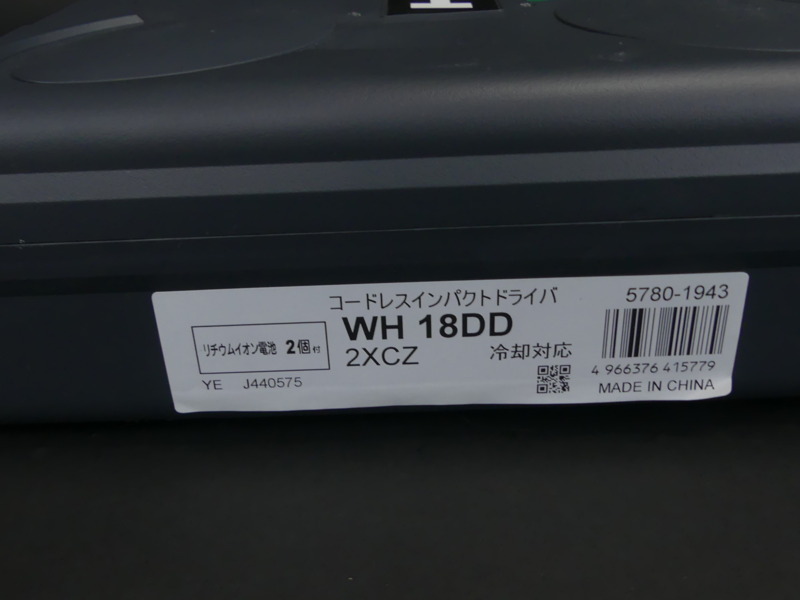 H
コードレスインパクトドライバ
5780-1943
リチウムイオン電池 2個付
WH 18DD
2XCZ
冷却対応
4 966376 415779
YE J440575
MADE IN CHINA